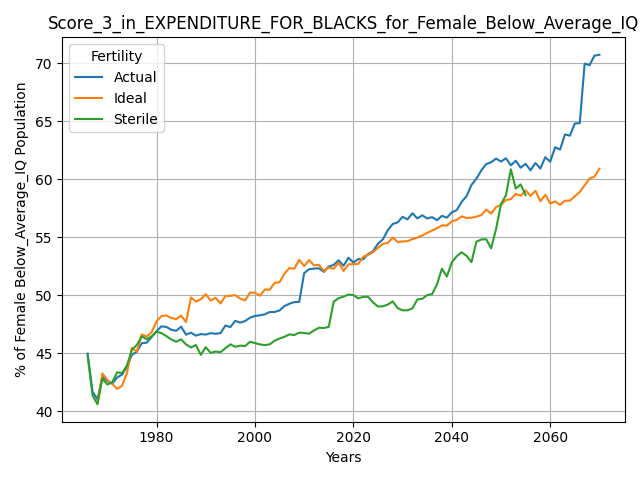 Score_3_in_EXPENDITURE_FOR_BLACKS_for_Female_Below_Average_IQ
Fertility
Actual
Ideal
Sterile
% of Female Below_Average_IQ Population
70
65
60
55
50
45
40
1980
2000
2020
2040
2060
Years